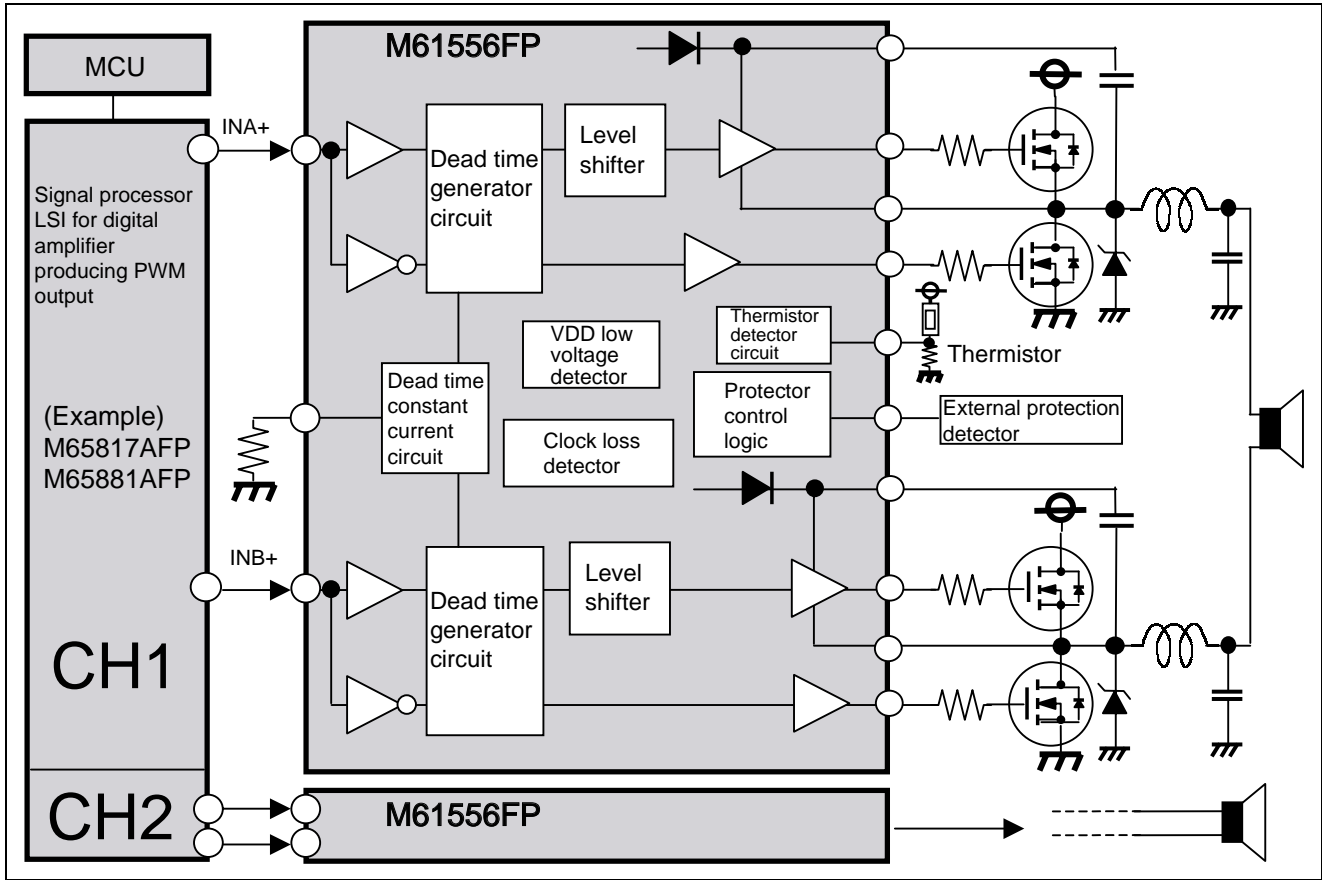 M61556FP
MCU
INA+
Signal processor
LSI for digital
amplifier
producing PWM
output
(Example)
M65817AFP
M65881AFP
INB+
CH1
CH2
Dead time
generator
circuit
Level
shifter
VDD low
voltage
detector
Thermistor
detector
circuit
Thermistor
Dead time
constant
current
circuit
Clock loss
detector
Protector
control
logic
External protection
detector
Dead time
generator
circuit
Level
shifter
M61556FP